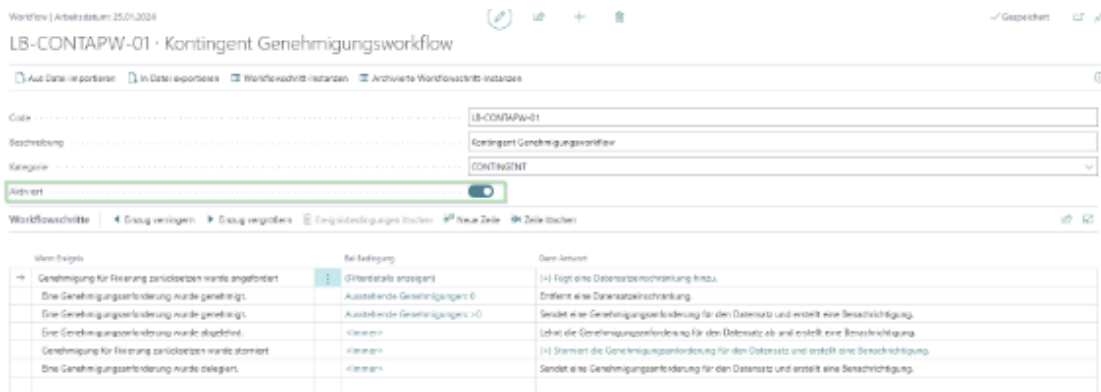 Workflow | Arbeitsdatum: 25.01.2024
Gespeichert
LB-CONTAPW-01 · Kontingent Genehmigungsworkflow
Aus Datei importieren In Datei exportieren Workflowschritt-Instanzen Archivierte Workflowschritt-Instanzen
Code LB-CONTAPW-01
Beschreibung Kontingent Genehmigungsworkflow
Kategorie CONTINGENT
Aktiviert
Workflowschritte Einzug verringern Einzug vergrößern Ereignisbedingungen löschen Neue Zeile Zeile löschen
Wenn Ereignis Bei Bedingung Dann Antwort
Genehmigung für Fixierung zurücksetzen wurde angefordert (Filterdetails anzeigen) (+) Fügt eine Datensatzeinschränkung hinzu.
Eine Genehmigungsanforderung wurde genehmigt. Ausstehende Genehmigungen: 0 Entfernt eine Datensatzeinschränkung.
Eine Genehmigungsanforderung wurde genehmigt. Ausstehende Genehmigungen: >0 Sendet eine Genehmigungsanforderung für den Datensatz und erstellt eine Benachrichtigung.
Eine Genehmigungsanforderung wurde abgelehnt. <Immer> Lehnt die Genehmigungsanforderung für den Datensatz ab und erstellt eine Benachrichtigung.
Genehmigung für Fixierung zurücksetzen wurde storniert <Immer> (+) Storniert die Genehmigungsanforderung für den Datensatz und erstellt eine Benachrichtigung.
Eine Genehmigungsanforderung wurde delegiert. <Immer> Sendet eine Genehmigungsanforderung für den Datensatz und erstellt eine Benachrichtigung.